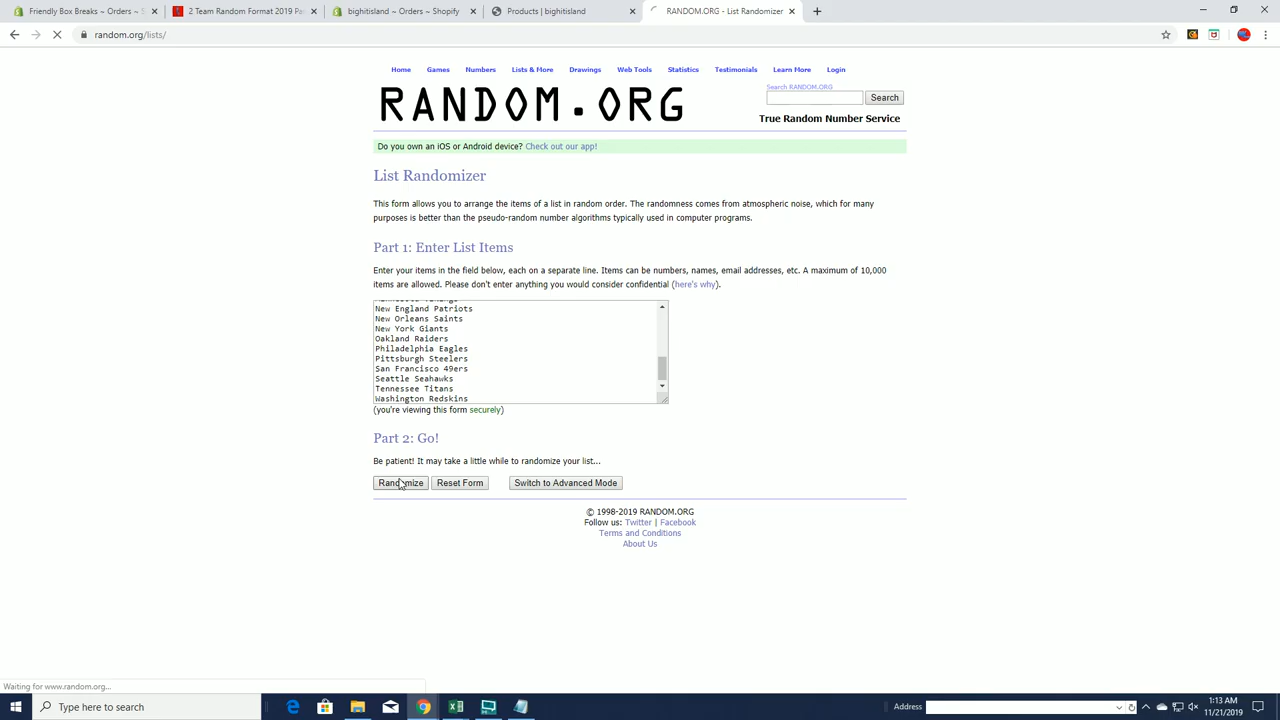 Friendly Box Breaks ~ Orders ~ S
2 Team Random Format 2019 Pa
bighitisland ~ Orders ~ Shopify
Products | bighitisland
RANDOM.ORG - List Randomizer
random.org/lists/
Home Games Numbers Lists & More Drawings Web Tools Statistics Testimonials Learn More Login
RANDOM.ORG
Search RANDOM.ORG
Search
True Random Number Service
Do you own an iOS or Android device? Check out our app!
List Randomizer
This form allows you to arrange the items of a list in random order. The randomness comes from atmospheric noise, which for many
purposes is better than the pseudo-random number algorithms typically used in computer programs.
Part 1: Enter List Items
Enter your items in the field below, each on a separate line. Items can be numbers, names, email addresses, etc. A maximum of 10,000
items are allowed. Please don't enter anything you would consider confidential (here's why).
New England Patriots
New Orleans Saints
New York Giants
Oakland Raiders
Philadelphia Eagles
Pittsburgh Steelers
San Francisco 49ers
Seattle Seahawks
Tennessee Titans
Washington Redskins
(you're viewing this form securely)
Part 2: Go!
Be patient! It may take a little while to randomize your list...
Randomize Reset Form Switch to Advanced Mode
© 1998-2019 RANDOM.ORG
Follow us: Twitter | Facebook
Terms and Conditions
About Us
Waiting for www.random.org...
Type here to search
Address
1:13 AM
11/21/2019